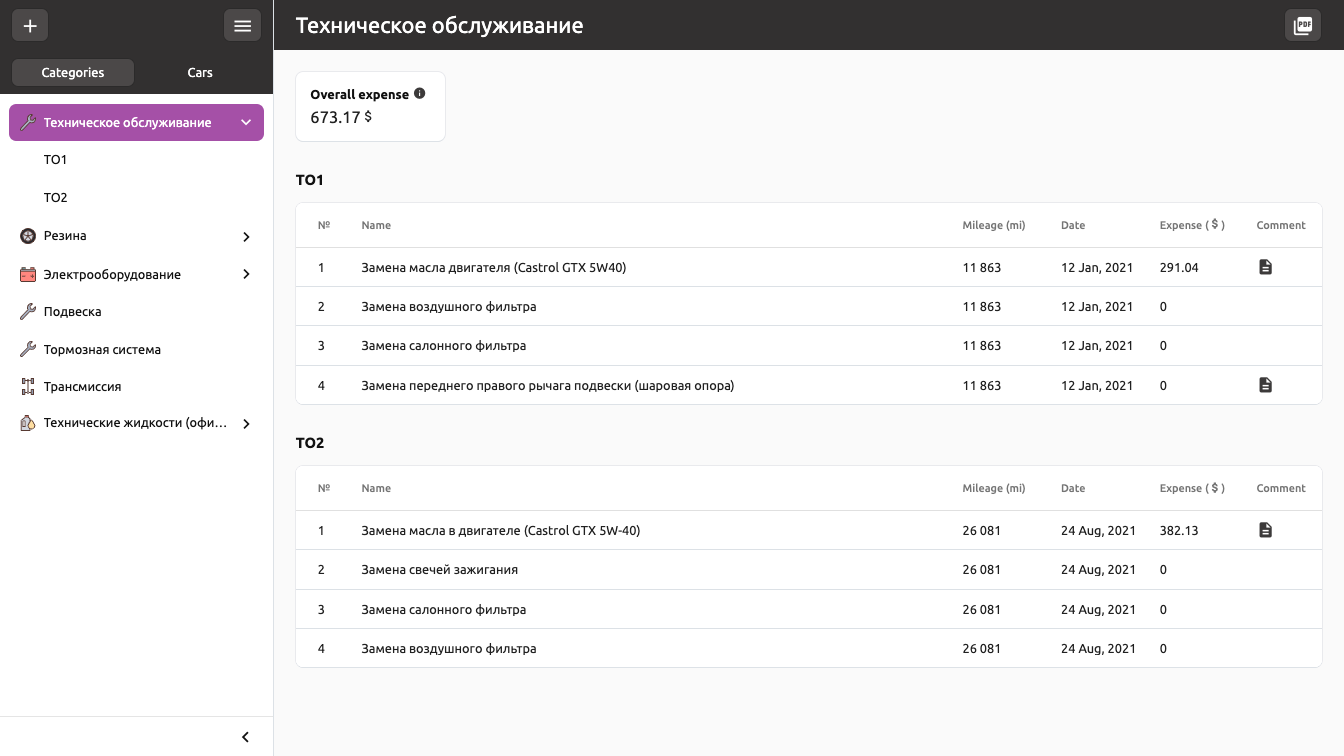 Categories Cars
Техническое обслуживание
ТО1
ТО2
Резина
Электрооборудование
Подвеска
Тормозная система
Трансмиссия
Технические жидкости (офи...
Техническое обслуживание
PDF
Overall expense
673.17 $
ТО1
№ Name Mileage (mi) Date Expense ( $ ) Comment
1 Замена масла двигателя (Castrol GTX 5W40) 11 863 12 Jan, 2021 291.04
2 Замена воздушного фильтра 11 863 12 Jan, 2021 0
3 Замена салонного фильтра 11 863 12 Jan, 2021 0
4 Замена переднего правого рычага подвески (шаровая опора) 11 863 12 Jan, 2021 0
ТО2
№ Name Mileage (mi) Date Expense ( $ ) Comment
1 Замена масла в двигателе (Castrol GTX 5W-40) 26 081 24 Aug, 2021 382.13
2 Замена свечей зажигания 26 081 24 Aug, 2021 0
3 Замена салонного фильтра 26 081 24 Aug, 2021 0
4 Замена воздушного фильтра 26 081 24 Aug, 2021 0